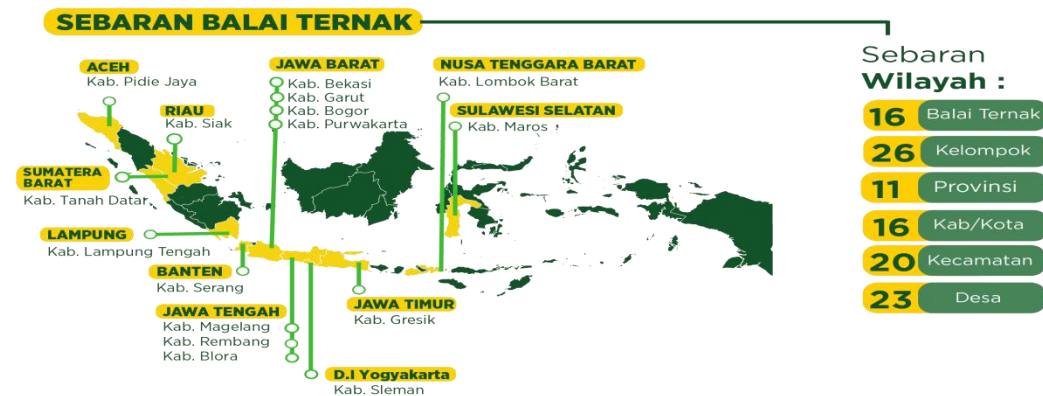 SEBARAN BALAI TERNAK
ACEH
Kab. Pidie Jaya
RIAU
Kab. Siak
SUMATERA
BARAT
Kab. Tanah Datar
LAMPUNG
Kab. Lampung Tengah
BANTEN
Kab. Serang
JAWA BARAT
Kab. Bekasi
Kab. Garut
Kab. Bogor
Kab. Purwakarta
JAWA TENGAH
Kab. Magelang
Kab. Rembang
Kab. Blora
D.I Yogyakarta
Kab. Sleman
JAWA TIMUR
Kab. Gresik
NUSA TENGGARA BARAT
Kab. Lombok Barat
SULAWESI SELATAN
Kab. Maros
Sebaran
Wilayah :
16 Balai Ternak
26 Kelompok
11 Provinsi
16 Kab/Kota
20 Kecamatan
23 Desa